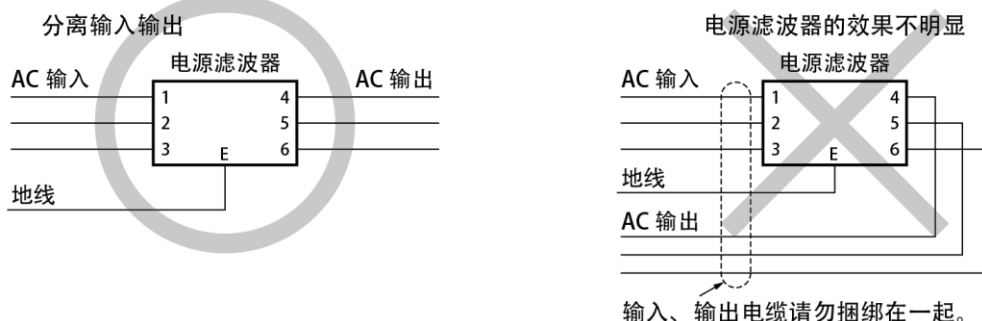 分离输入输出
电源滤波器
AC 输入
AC 输出
1
4
2
5
3
E
6
地线
电源滤波器的效果不明显
电源滤波器
AC 输入
1
4
2
5
3
E
6
地线
AC 输出
输入、输出电缆请勿捆绑在一起。